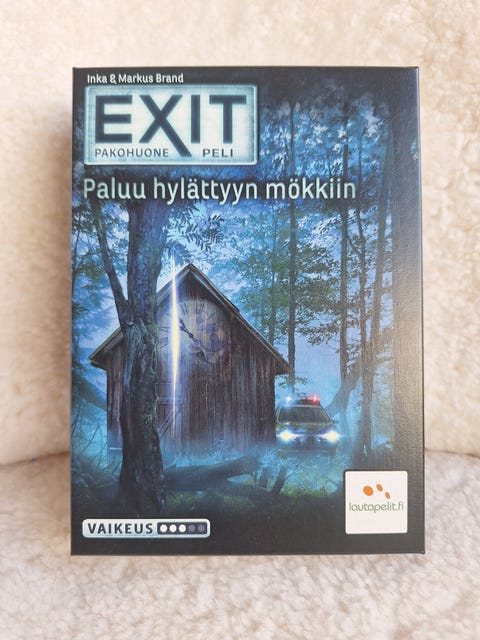 Inka & Markus Brand
EXIT
PAKOHUONE PELI
Paluu hylättyyn mökkiin
VAIKEUS
lautapelit.fi